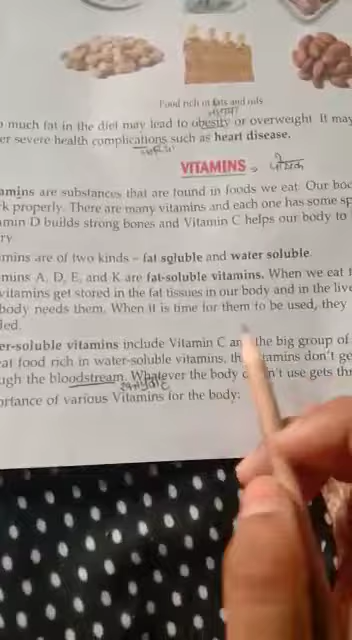 Food rich in fats and oils
much fat in the diet may lead to obesity or overweight. It may
er severe health complications such as heart disease.
VITAMINS
amins are substances that are found in foods we eat. Our bod
k properly. There are many vitamins and each one has some sp
amin D builds strong bones and Vitamin C helps our body to
ry
mins are of two kinds – fat soluble and water soluble.
mins A, D, E, and K are fat-soluble vitamins. When we eat f
vitamins get stored in the fat tissues in our body and in the live
body needs them. When it is time for them to be used, they
led.
er-soluble vitamins include Vitamin C an the big group of
eat food rich in water-soluble vitamins, th tamins don't ge
ugh the bloodstream. Whatever the body n't use gets thr
ortance of various Vitamins for the body: